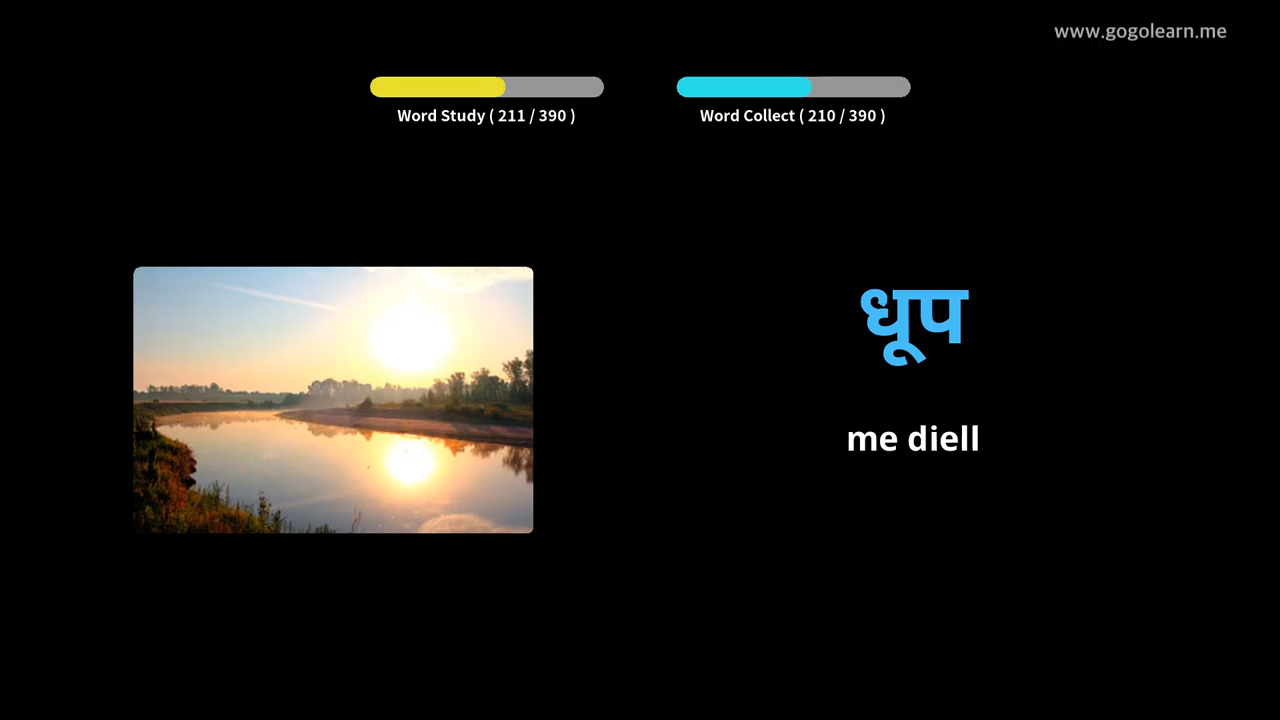 www.gogolearn.me
Word Study ( 211 / 390 )
Word Collect ( 210 / 390 )
धूप
me diell